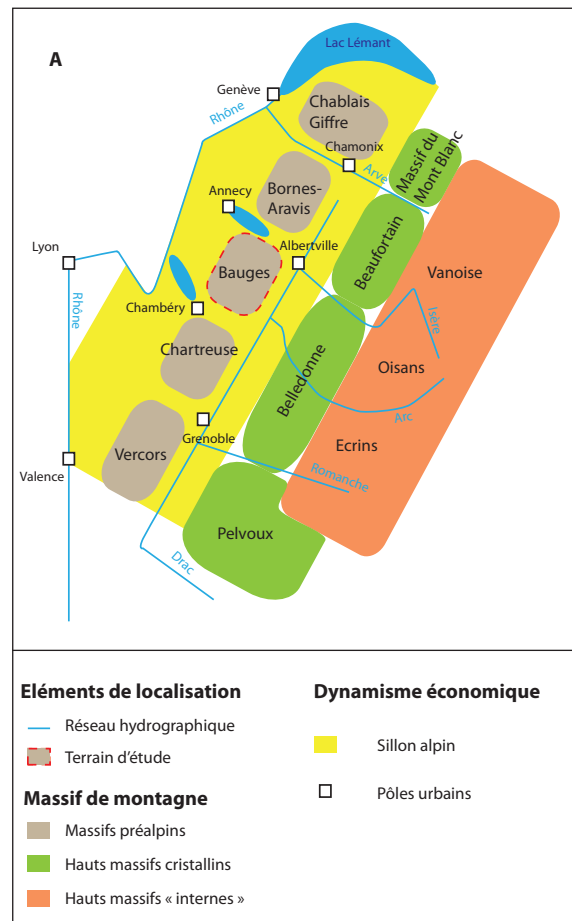 A
Lac Lémant
Genève
Rhône
Chablais
Giffre
Chamonix
Arve
Massif du
Mont Blanc
Annecy
Bornes-
Aravis
Lyon
Albertville
Beaufortain
Vanoise
Bauges
Rhône
Chambéry
Isère
Chartreuse
Oisans
Belledonne
Arc
Grenoble
Ecrins
Vercors
Valence
Romanche
Pelvoux
Drac
Eléments de localisation
Réseau hydrographique
Terrain d'étude
Massif de montagne
Massifs préalpins
Hauts massifs cristallins
Hauts massifs « internes »
Dynamisme économique
Sillon alpin
Pôles urbains